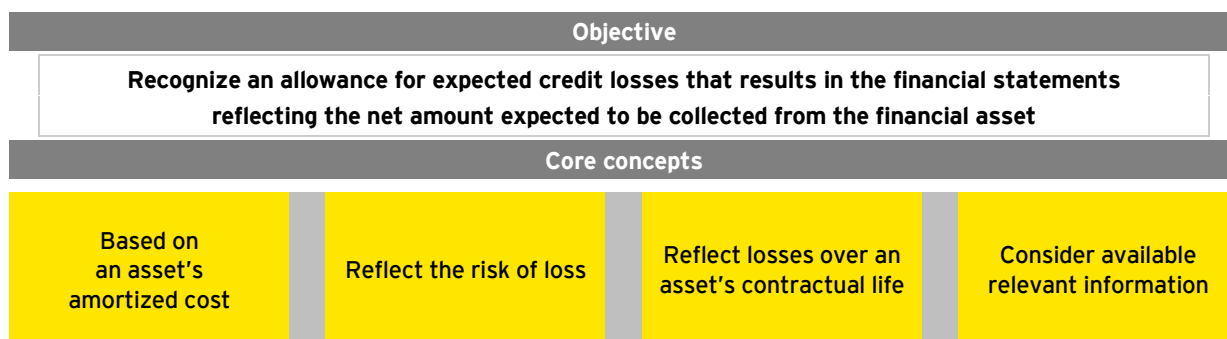 Objective
Recognize an allowance for expected credit losses that results in the financial statements
reflecting the net amount expected to be collected from the financial asset
Core concepts
Based on
an asset's
amortized cost
Reflect the risk of loss
Reflect losses over an
asset's contractual life
Consider available
relevant information